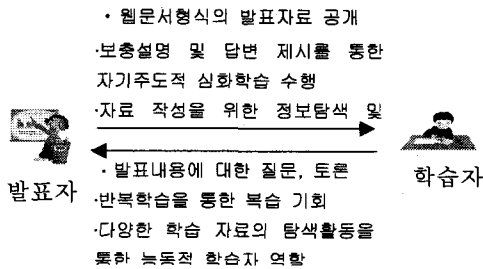 · 웹문서형식의 발표자료 공개
·보충설명 및 답변 제시를 통한
자기주도적 심화학습 수행
·자료 작성을 위한 정보탐색 및
발표자
학습자
· 발표내용에 대한 질문, 토론
·반복학습을 통한 복습 기회
·다양한 학습 자료의 탐색활동을
통한 능동적 학습자 역할